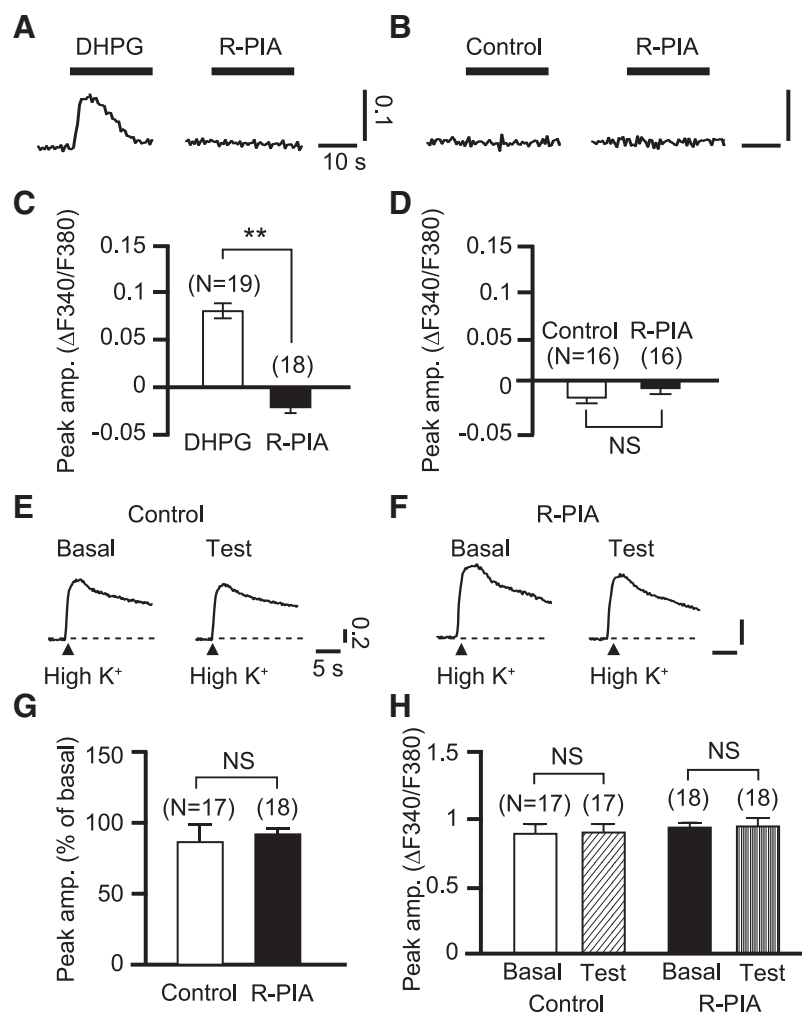 A
DHPG R-PIA
0.1
10 s
B
Control R-PIA
C
Peak amp. (ΔF340/F380)
0.15
0.1
0.05
0
-0.05
**
(N=19)
(18)
DHPG R-PIA
D
Peak amp. (ΔF340/F380)
0.15
0.1
0.05
0
-0.05
Control R-PIA
(N=16) (16)
NS
E
Control
Basal Test
High K⁺ High K⁺
0.2
5 s
F
R-PIA
Basal Test
High K⁺ High K⁺
G
Peak amp. (% of basal)
150
100
50
0
NS
(N=17) (18)
Control R-PIA
H
Peak amp. (ΔF340/F380)
1.5
1
0.5
0
NS NS
(N=17) (17) (18) (18)
Basal Test Basal Test
Control R-PIA